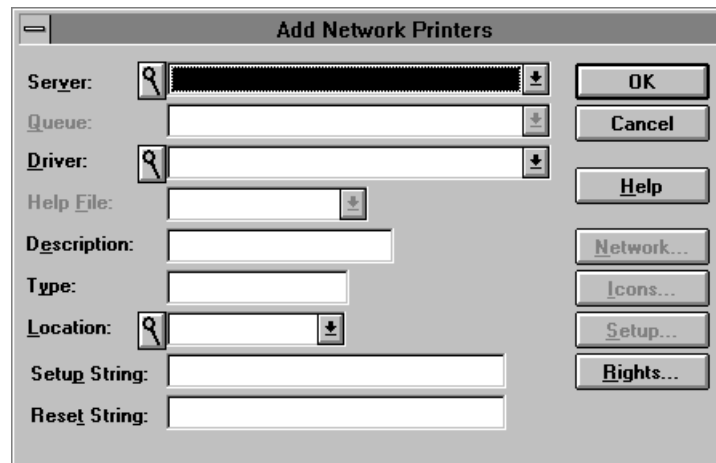 Add Network Printers
Server:
OK
Queue:
Cancel
Driver:
Help
Help File:
Description:
Network...
Type:
Icons...
Location:
Setup...
Setup String:
Rights...
Reset String: